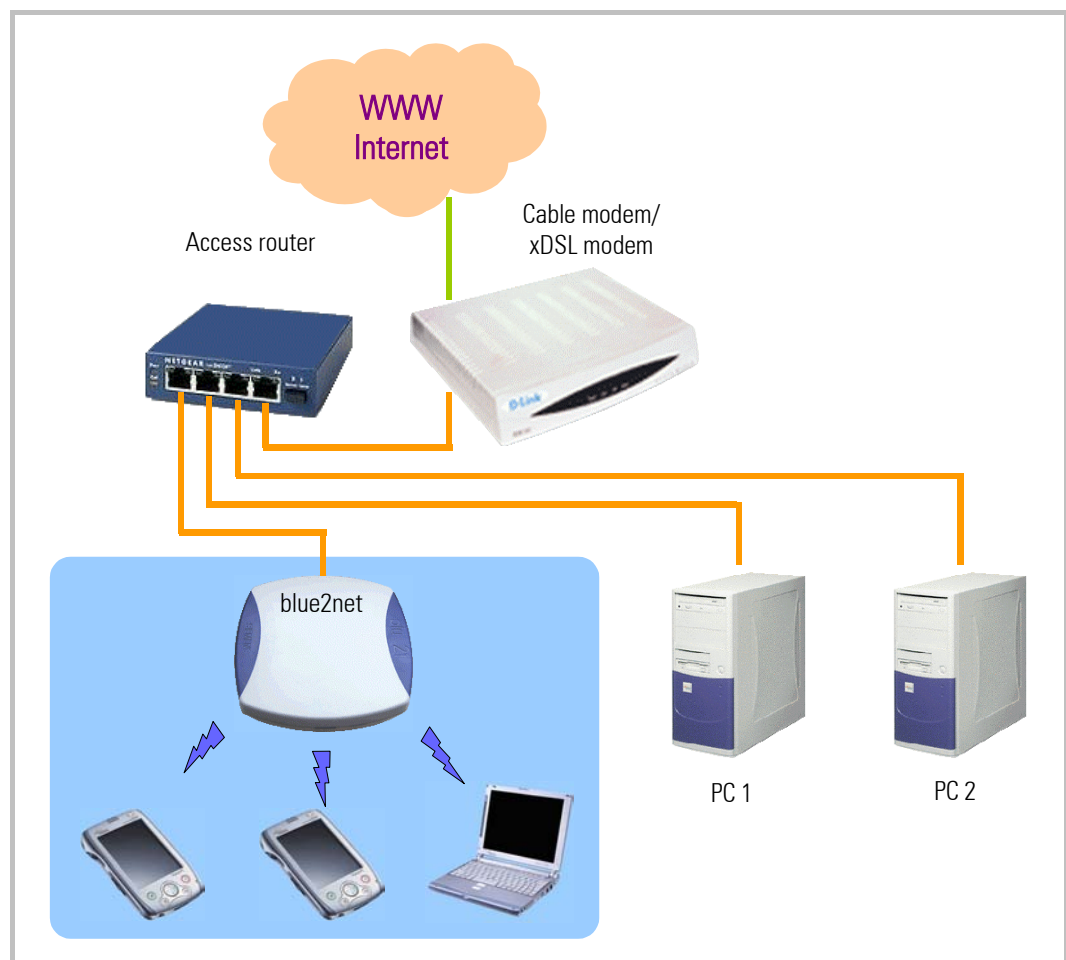 WWW
Internet
Cable modem/
xDSL modem
Access router
NETGEAR
D-Link
blue2net
PC 1
PC 2